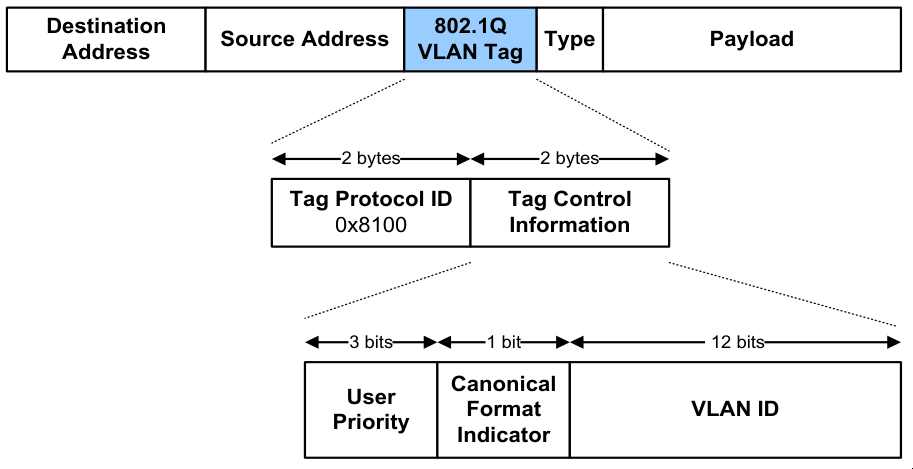 Destination
Address
Source Address
802.1Q
VLAN Tag
Type
Payload
2 bytes
2 bytes
Tag Protocol ID
0x8100
Tag Control
Information
3 bits
1 bit
12 bits
User
Priority
Canonical
Format
Indicator
VLAN ID